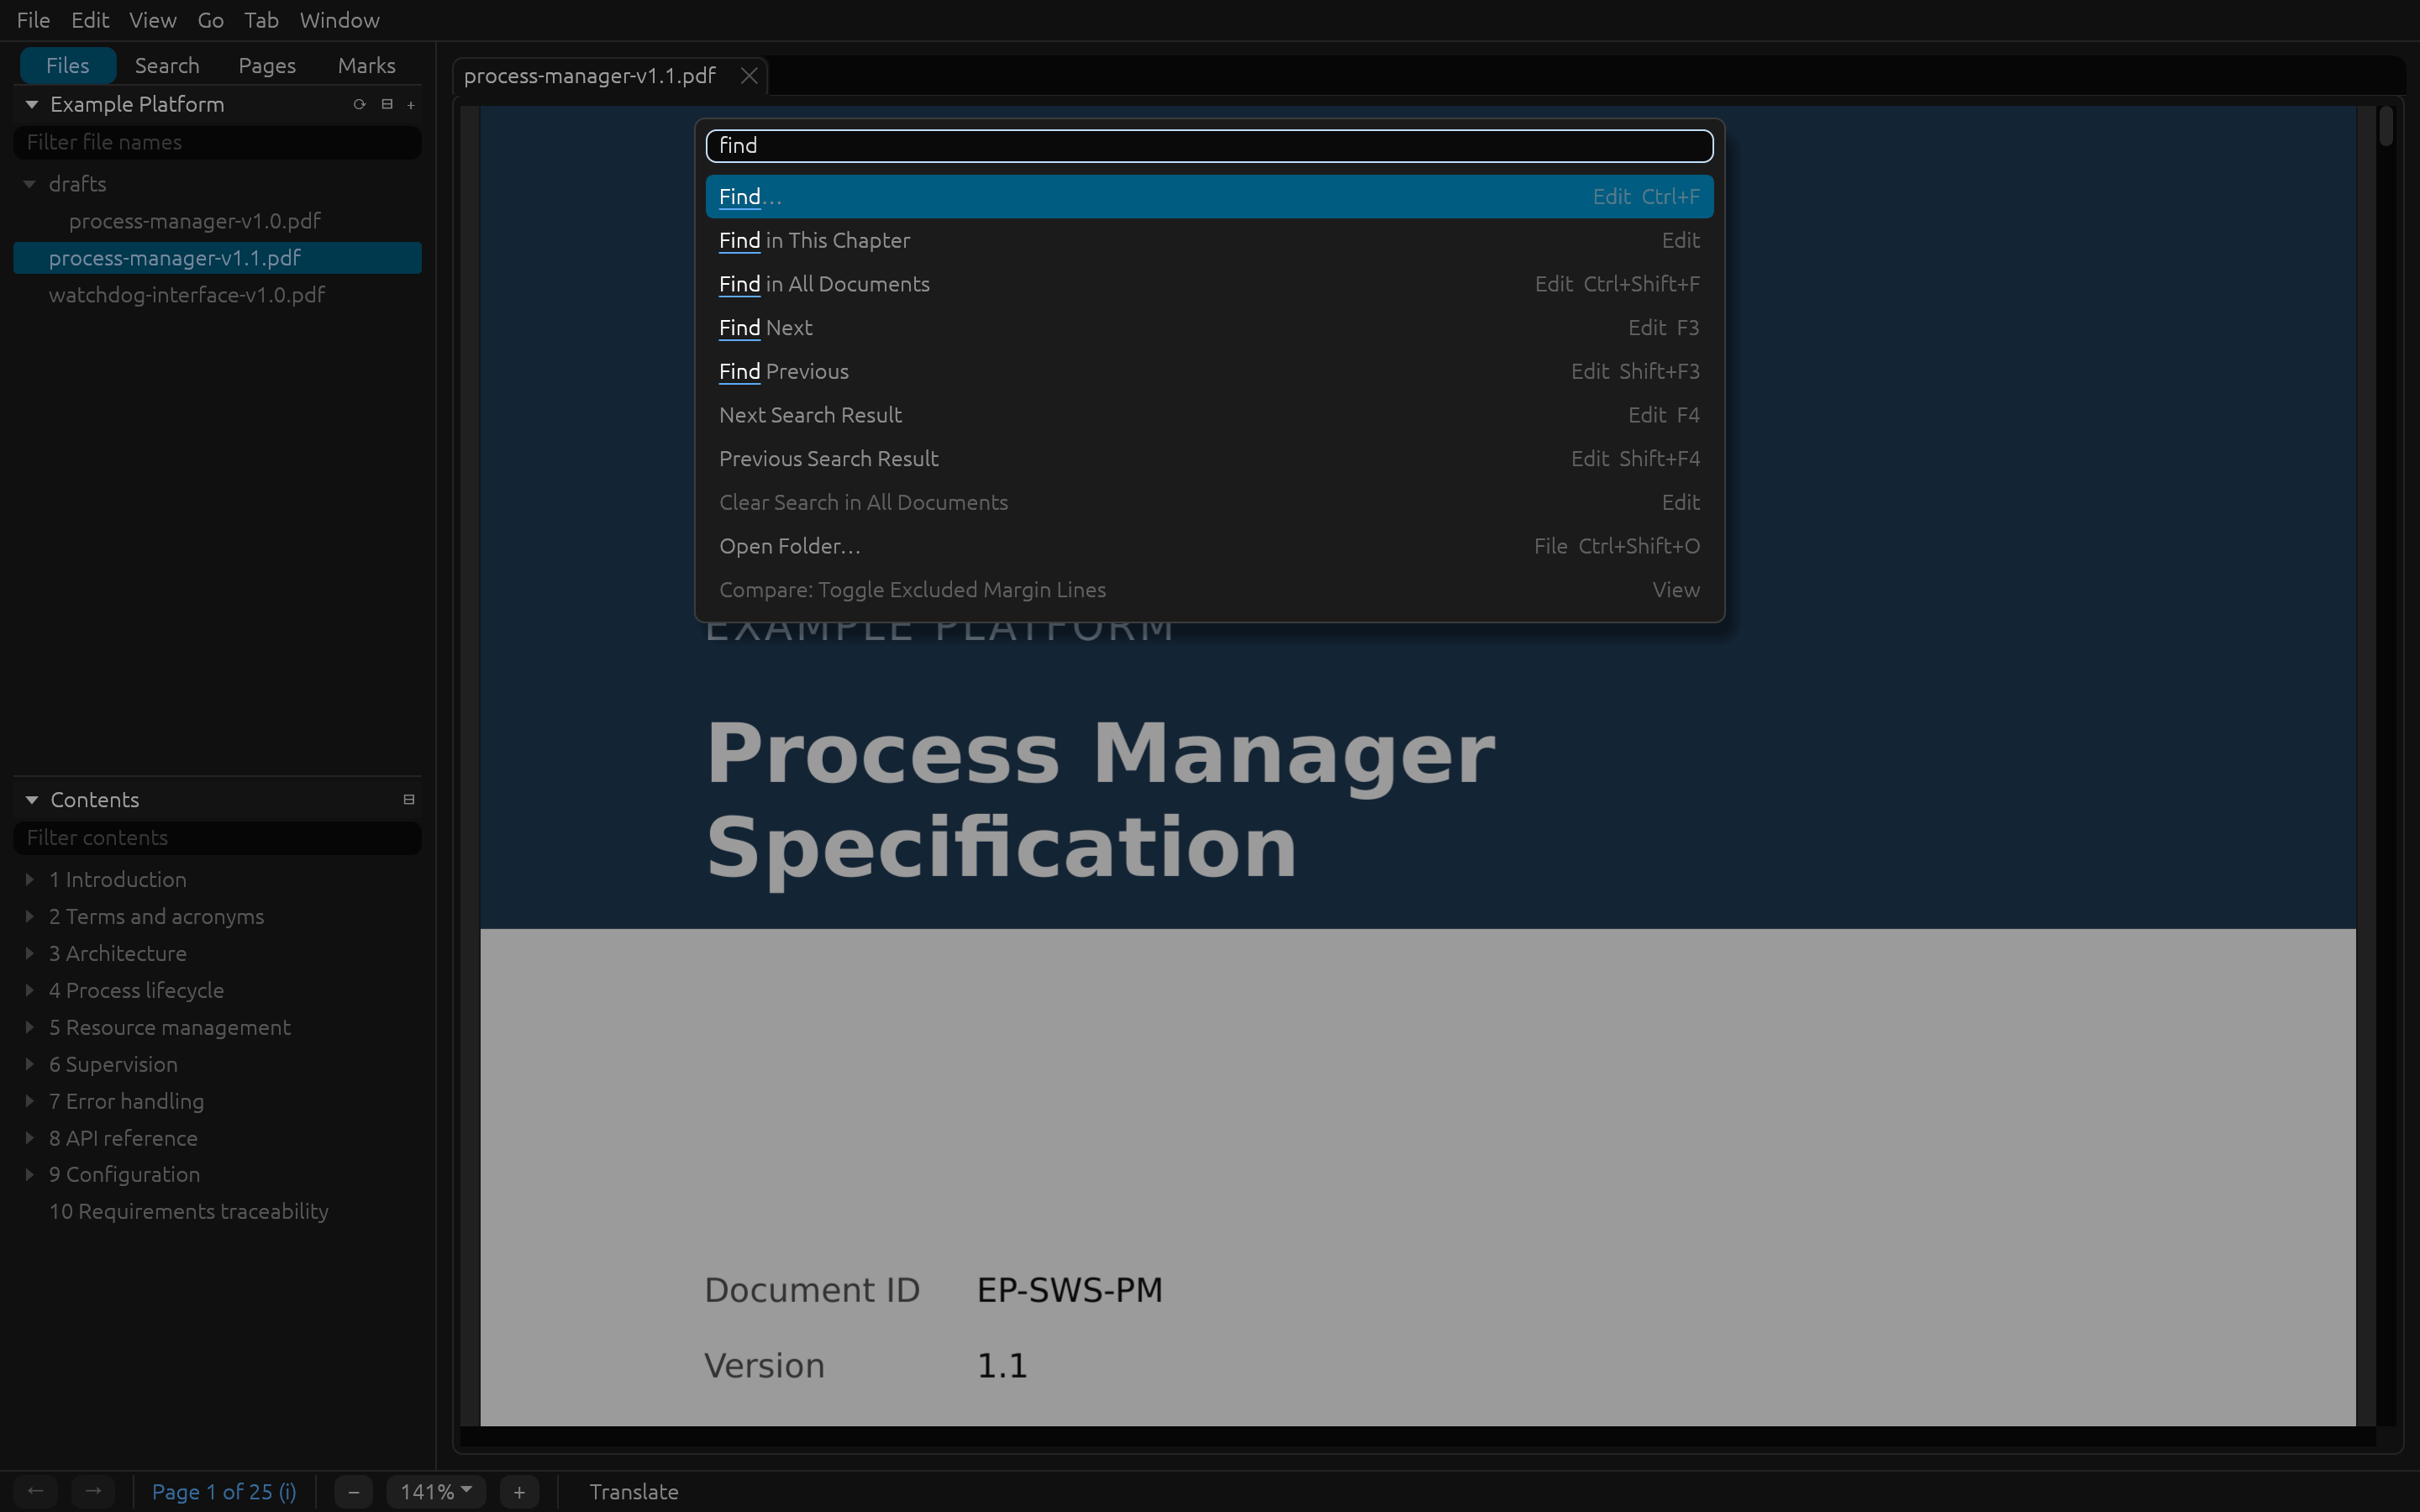 File Edit View Go Tab Window
Files Search Pages Marks
Example Platform
Filter file names
drafts
process-manager-v1.0.pdf
process-manager-v1.1.pdf
watchdog-interface-v1.0.pdf
Contents
Filter contents
1 Introduction
2 Terms and acronyms
3 Architecture
4 Process lifecycle
5 Resource management
6 Supervision
7 Error handling
8 API reference
9 Configuration
10 Requirements traceability
process-manager-v1.1.pdf
find
Find… Edit Ctrl+F
Find in This Chapter Edit
Find in All Documents Edit Ctrl+Shift+F
Find Next Edit F3
Find Previous Edit Shift+F3
Next Search Result Edit F4
Previous Search Result Edit Shift+F4
Clear Search in All Documents Edit
Open Folder… File Ctrl+Shift+O
Compare: Toggle Excluded Margin Lines View
EXAMPLE PLATFORM
Process Manager
Specification
Document ID EP-SWS-PM
Version 1.1
← → Page 1 of 25 (i) − 141% + Translate